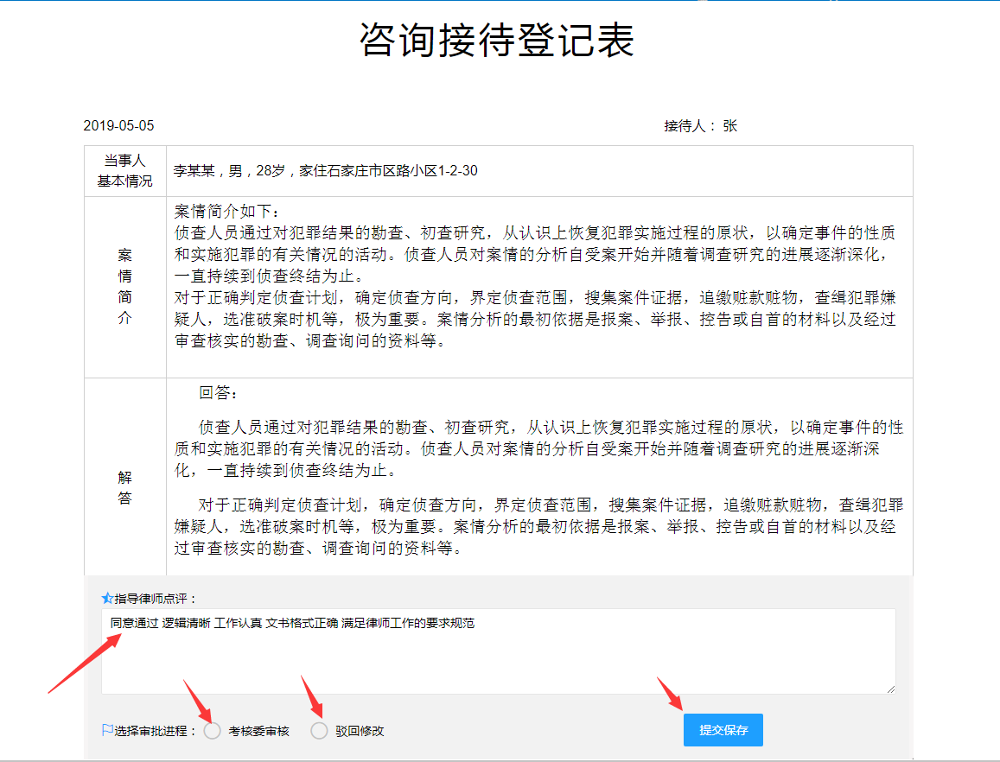 咨询接待登记表
2019-05-05 接待人： 张
当事人
基本情况
李某某，男，28岁，家住石家庄市区路小区1-2-30
案
情
简
介
案情简介如下：
侦查人员通过对犯罪结果的勘查、初查研究，从认识上恢复犯罪实施过程的原状，以确定事件的性质
和实施犯罪的有关情况的活动。侦查人员对案情的分析自受案开始并随着调查研究的进展逐渐深化，
一直持续到侦查终结为止。
对于正确判定侦查计划，确定侦查方向，界定侦查范围，搜集案件证据，追缴赃款赃物，查缉犯罪嫌
疑人，选准破案时机等，极为重要。案情分析的最初依据是报案、举报、控告或自首的材料以及经过
审查核实的勘查、调查询问的资料等。
解
答
回答：
侦查人员通过对犯罪结果的勘查、初查研究，从认识上恢复犯罪实施过程的原状，以确定事件的性
质和实施犯罪的有关情况的活动。侦查人员对案情的分析自受案开始并随着调查研究的进展逐渐深
化，一直持续到侦查终结为止。
对于正确判定侦查计划，确定侦查方向，界定侦查范围，搜集案件证据，追缴赃款赃物，查缉犯罪
嫌疑人，选准破案时机等，极为重要。案情分析的最初依据是报案、举报、控告或自首的材料以及经
过审查核实的勘查、调查询问的资料等。
指导律师点评：
同意通过 逻辑清晰 工作认真 文书格式正确 满足律师工作的要求规范
选择审批进程： 考核委审核 驳回修改 提交保存